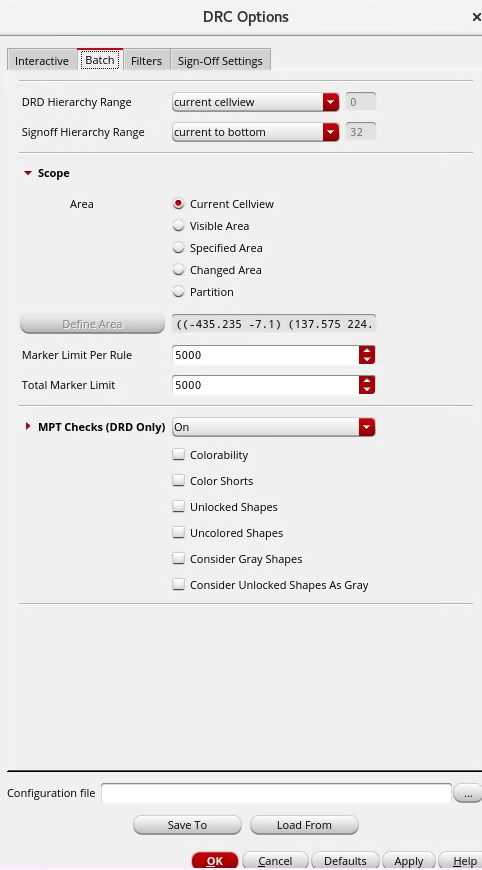 DRC Options
Interactive Batch Filters Sign-Off Settings
DRD Hierarchy Range current cellview 0
Signoff Hierarchy Range current to bottom 32
Scope
Area Current Cellview
Visible Area
Specified Area
Changed Area
Partition
Define Area ((-435.235 -7.1) (137.575 224.
Marker Limit Per Rule 5000
Total Marker Limit 5000
MPT Checks (DRD Only) On
Colorability
Color Shorts
Unlocked Shapes
Uncolored Shapes
Consider Gray Shapes
Consider Unlocked Shapes As Gray
Configuration file ...
Save To Load From
OK Cancel Defaults Apply Help